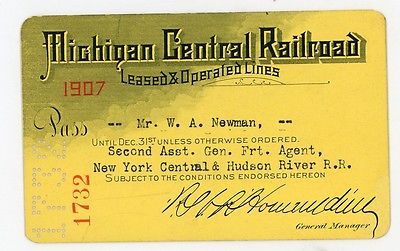 Michigan Central Railroad
Leased & Operated Lines
1907
Pass -- Mr. W. A. Newman, --
UNTIL DEC. 31ST UNLESS OTHERWISE ORDERED.
Second Asst. Gen. Frt. Agent,
New York Central & Hudson River R.R.
SUBJECT TO THE CONDITIONS ENDORSED HEREON
1732
General Manager